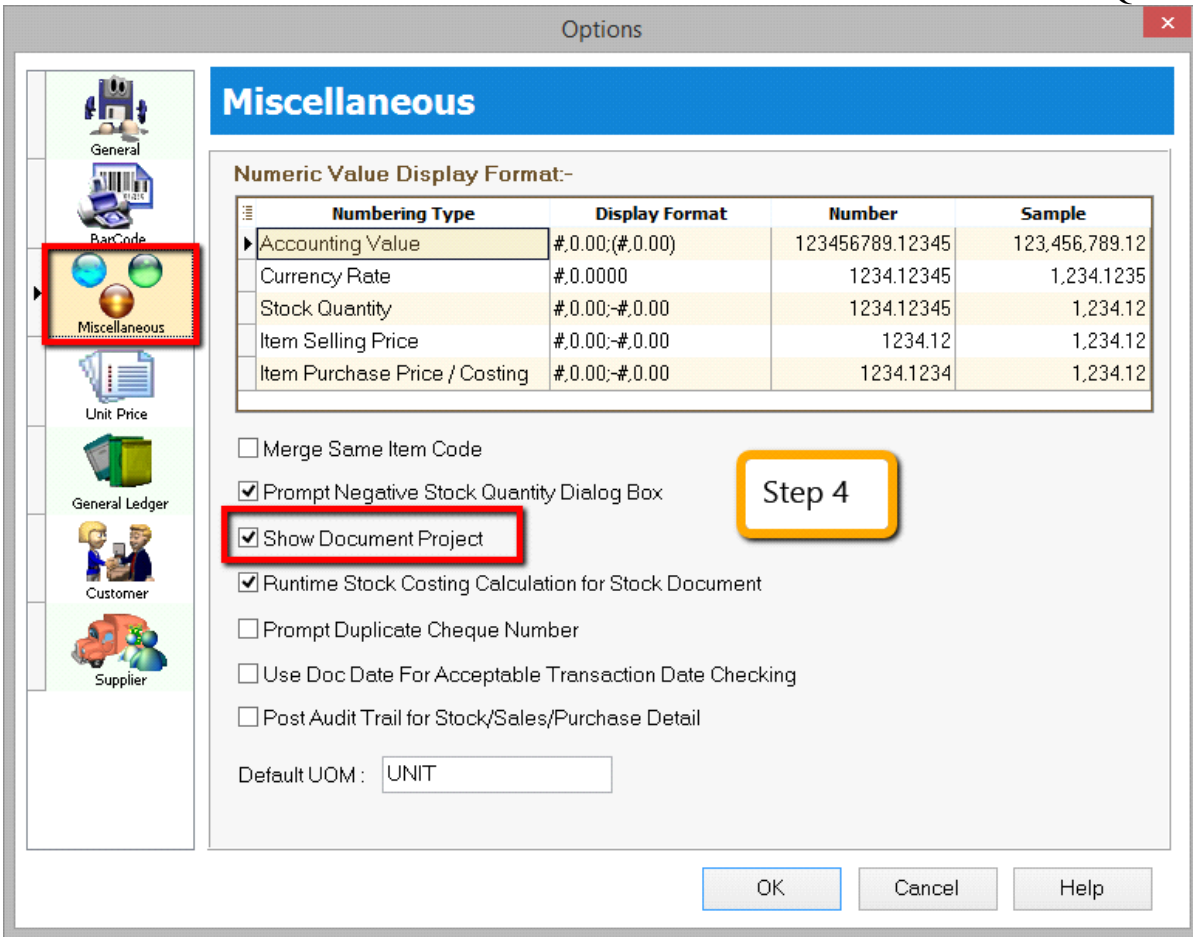 Options
General
BarCode
Miscellaneous
Unit Price
General Ledger
Customer
Supplier
Miscellaneous
Numeric Value Display Format:-
Numbering Type Display Format Number Sample
Accounting Value #,0.00;(#,0.00) 123456789.12345 123,456,789.12
Currency Rate #,0.0000 1234.12345 1,234.1235
Stock Quantity #,0.00;-#,0.00 1234.12345 1,234.12
Item Selling Price #,0.00;-#,0.00 1234.12 1,234.12
Item Purchase Price / Costing #,0.00;-#,0.00 1234.1234 1,234.12
Merge Same Item Code
Prompt Negative Stock Quantity Dialog Box
Step 4
Show Document Project
Runtime Stock Costing Calculation for Stock Document
Prompt Duplicate Cheque Number
Use Doc Date For Acceptable Transaction Date Checking
Post Audit Trail for Stock/Sales/Purchase Detail
Default UOM : UNIT
OK Cancel Help